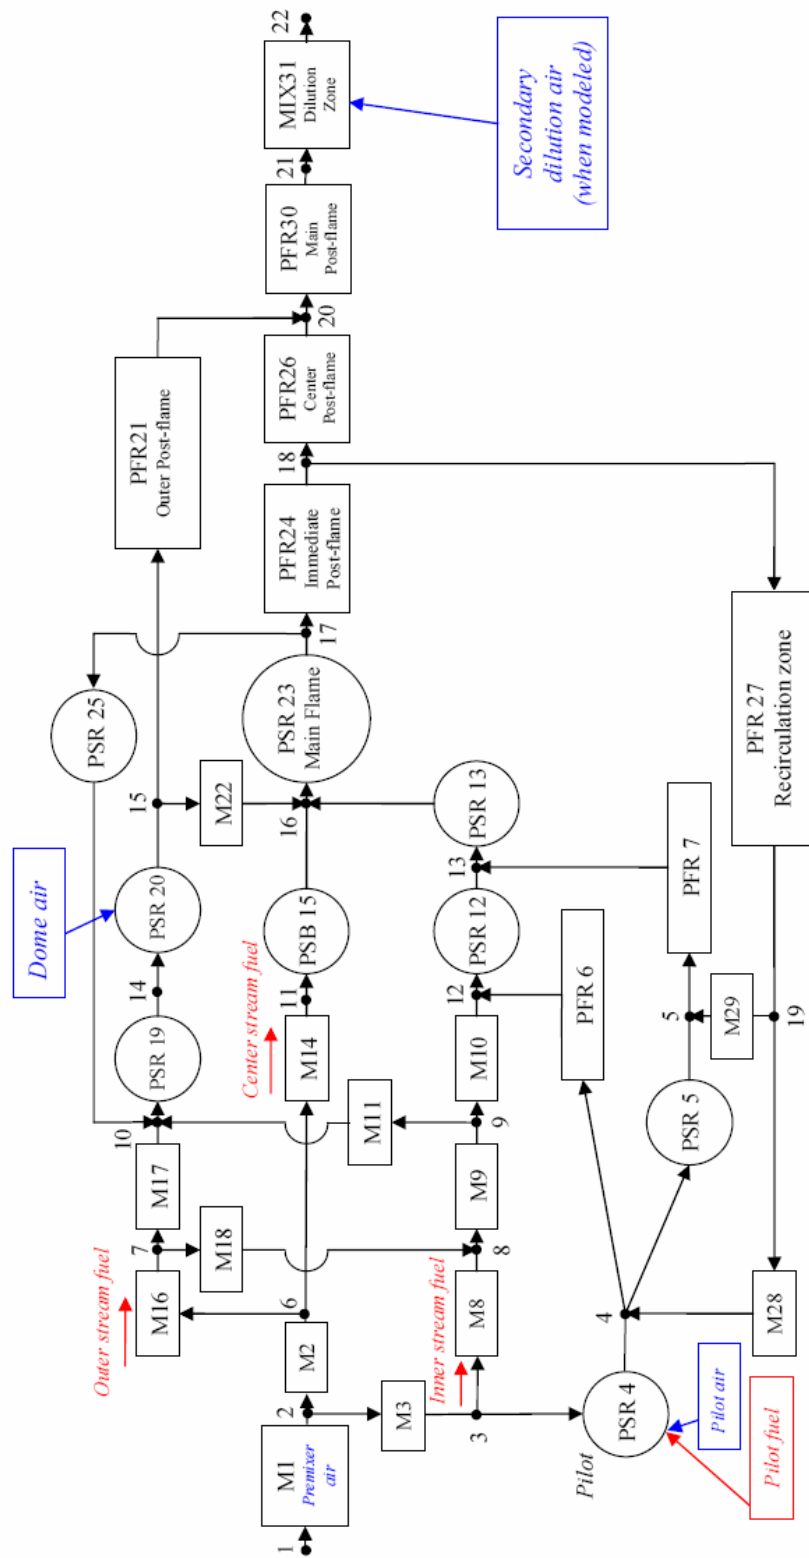 1
M1
Premixer
air
2
M2
6
M3
3
Outer stream fuel
M16
7
M17
10
M18
PSR 19
14
PSR 20
Dome air
15
PSR 25
M22
PFR21
Outer Post-flame
Center stream fuel
M14
11
PSB 15
16
PSR 23
Main Flame
17
PFR24
Immediate
Post-flame
18
PFR26
Center
Post-flame
20
PFR30
Main
Post-flame
21
MIX31
Dilution
Zone
22
Secondary
dilution air
(when modeled)
Inner stream fuel
M8
8
M9
9
M11
M10
12
PSR 12
13
PSR 13
PFR 6
PFR 7
Pilot
PSR 4
Pilot air
Pilot fuel
4
PSR 5
5
M29
M28
19
PFR 27
Recirculation zone